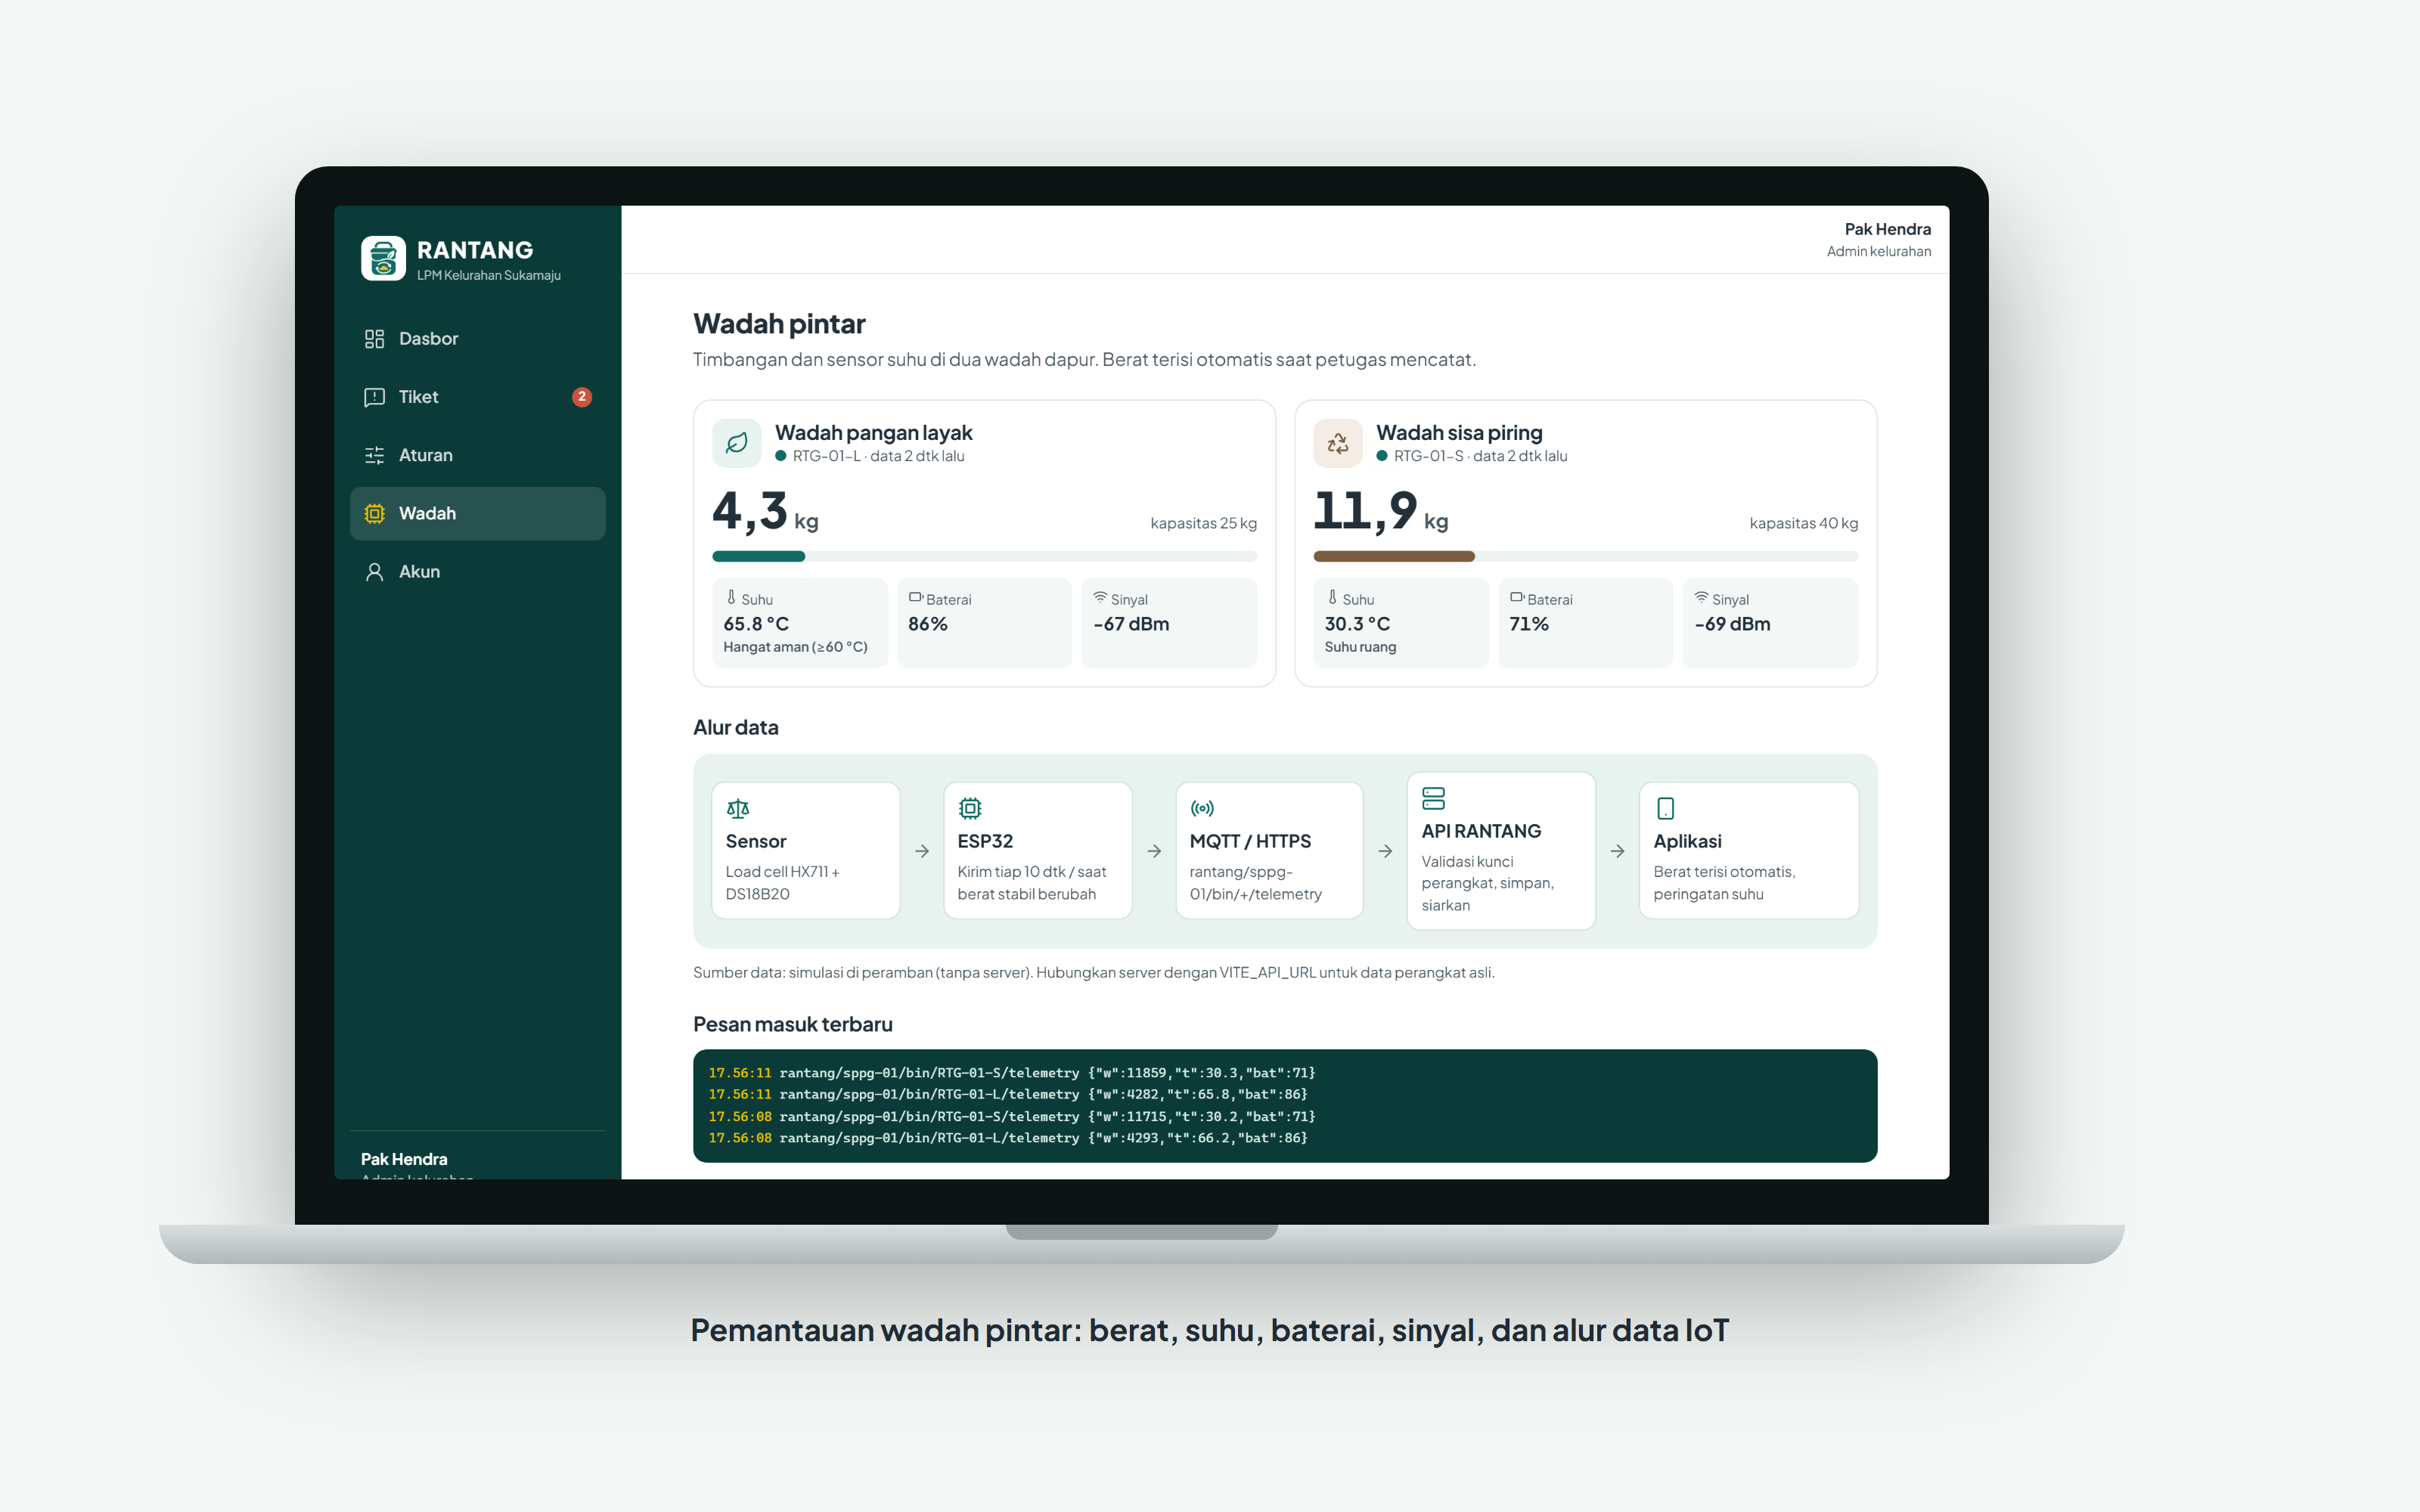 RANTANG
LPM Kelurahan Sukamaju
Dasbor
Tiket
2
Aturan
Wadah
Akun
Pak Hendra
Pak Hendra
Admin kelurahan
Wadah pintar
Timbangan dan sensor suhu di dua wadah dapur. Berat terisi otomatis saat petugas mencatat.
Wadah pangan layak
RTG-01-L · data 2 dtk lalu
4,3 kg
kapasitas 25 kg
Suhu
65.8 °C
Hangat aman (≥60 °C)
Baterai
86%
Sinyal
-67 dBm
Wadah sisa piring
RTG-01-S · data 2 dtk lalu
11,9 kg
kapasitas 40 kg
Suhu
30.3 °C
Suhu ruang
Baterai
71%
Sinyal
-69 dBm
Alur data
Sensor
Load cell HX711 +
DS18B20
ESP32
Kirim tiap 10 dtk / saat
berat stabil berubah
MQTT / HTTPS
rantang/sppg-
01/bin/+/telemetry
API RANTANG
Validasi kunci
perangkat, simpan,
siarkan
Aplikasi
Berat terisi otomatis,
peringatan suhu
Sumber data: simulasi di peramban (tanpa server). Hubungkan server dengan VITE_API_URL untuk data perangkat asli.
Pesan masuk terbaru
17.56:11 rantang/sppg-01/bin/RTG-01-S/telemetry {"w":11859,"t":30.3,"bat":71}
17.56:11 rantang/sppg-01/bin/RTG-01-L/telemetry {"w":4282,"t":65.8,"bat":86}
17.56:08 rantang/sppg-01/bin/RTG-01-S/telemetry {"w":11715,"t":30.2,"bat":71}
17.56:08 rantang/sppg-01/bin/RTG-01-L/telemetry {"w":4293,"t":66.2,"bat":86}
Pemantauan wadah pintar: berat, suhu, baterai, sinyal, dan alur data IoT